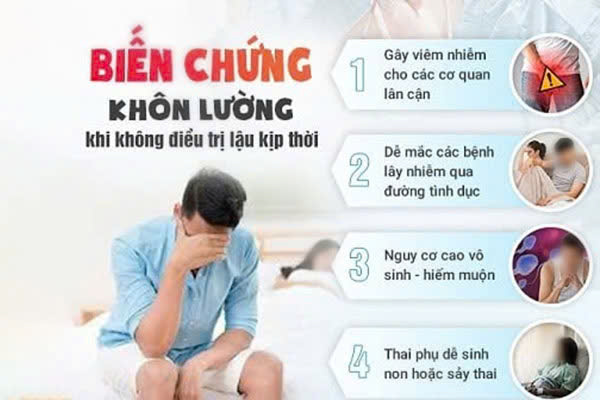 BIẾN CHỨNG
KHÔN LƯỜNG
khi không điều trị lậu kịp thời
1
Gây viêm nhiễm
cho các cơ quan
lân cận
2
Dễ mắc các bệnh
lây nhiễm qua
đường tình dục
3
Nguy cơ cao vô
sinh - hiếm muộn
4
Thai phụ dễ sinh
non hoặc sảy thai